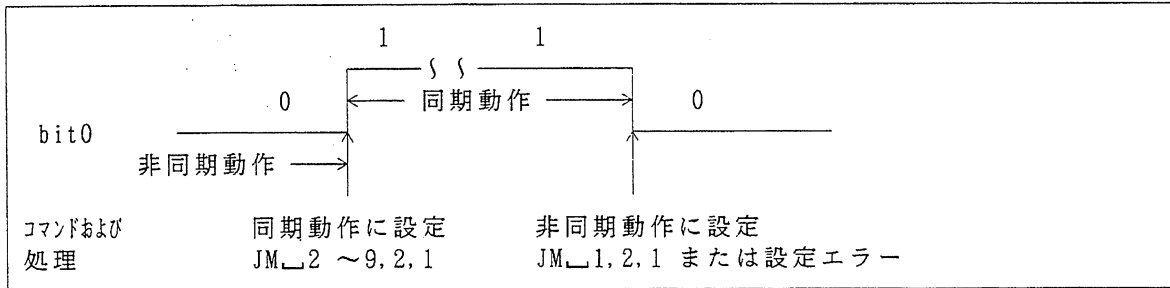 1 1
0 同期動作 0
bit0
非同期動作
コマンドおよび 同期動作に設定 非同期動作に設定
処理 JM␣2 ～9,2,1 JM␣1,2,1 または設定エラー